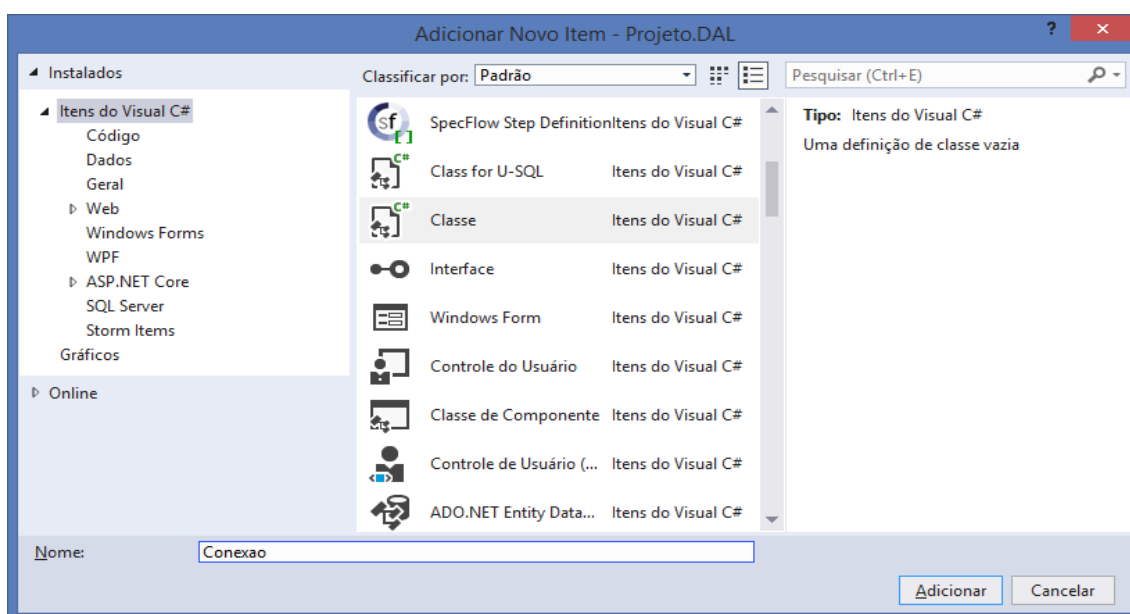 Adicionar Novo Item - Projeto.DAL
? ×
Instalados
Itens do Visual C#
Código
Dados
Geral
Web
Windows Forms
WPF
ASP.NET Core
SQL Server
Storm Items
Gráficos
Online
Classificar por: Padrão
SpecFlow Step Definition Itens do Visual C#
Class for U-SQL Itens do Visual C#
Classe Itens do Visual C#
Interface Itens do Visual C#
Windows Form Itens do Visual C#
Controle do Usuário Itens do Visual C#
Classe de Componente Itens do Visual C#
Controle de Usuário (... Itens do Visual C#
ADO.NET Entity Data... Itens do Visual C#
Pesquisar (Ctrl+E)
Tipo: Itens do Visual C#
Uma definição de classe vazia
Nome: Conexao
Adicionar Cancelar